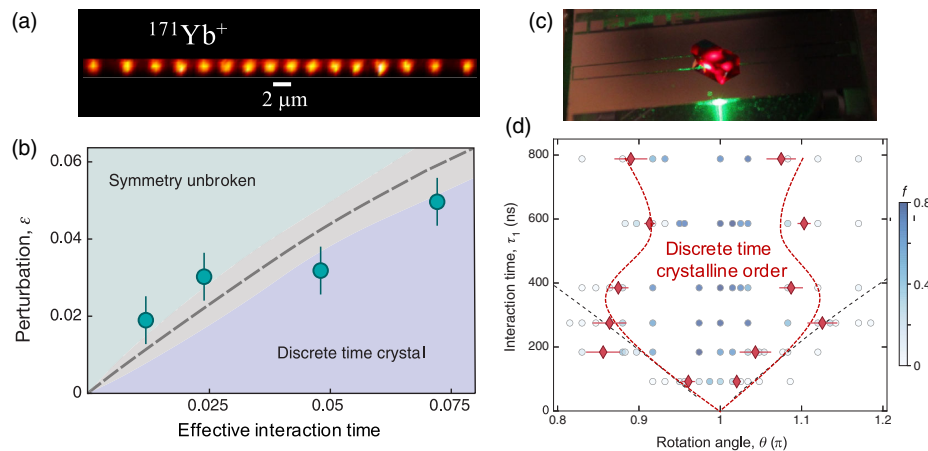 (a)
171Yb+
2 μm
(b)
Perturbation, ε
0.06
0.04
0.02
0
Symmetry unbroken
Discrete time crystal
0.025
0.05
0.075
Effective interaction time
(c)
(d)
Interaction time, τ1 (ns)
800
600
400
200
0
Discrete time
crystalline order
0.8
0.9
1
1.1
1.2
Rotation angle, θ (π)
f
0.8
0.4
0